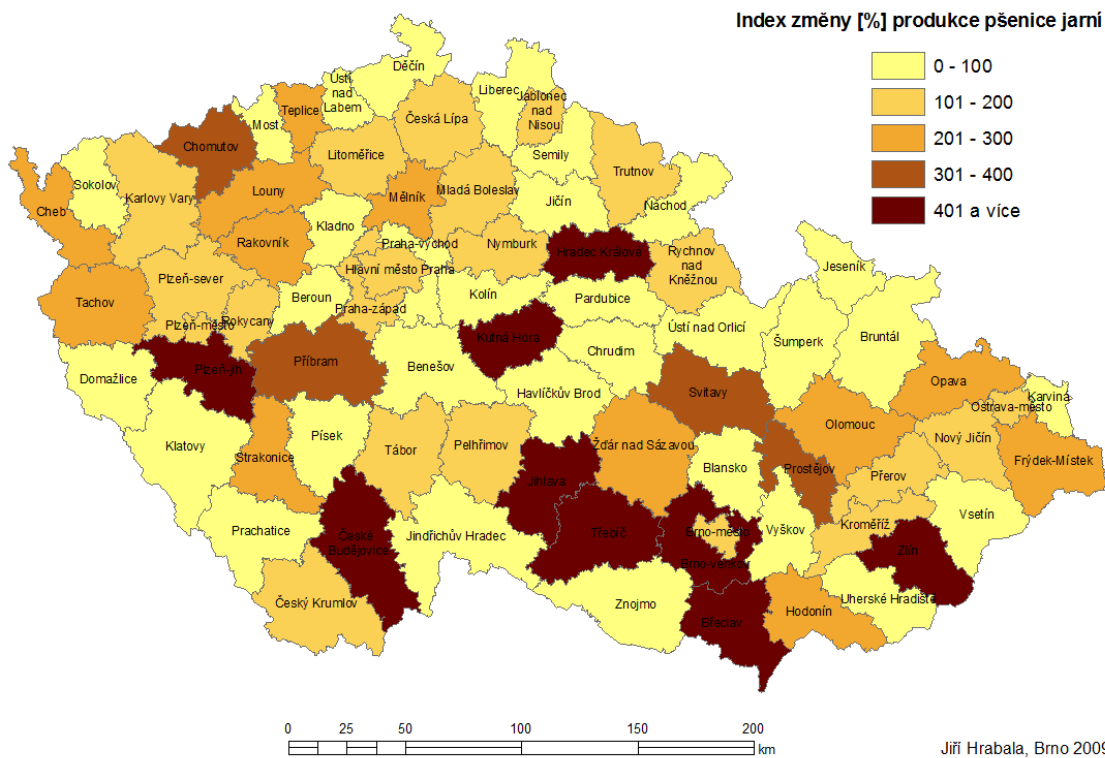 Index změny [%] produkce pšenice jarní
0 - 100
101 - 200
201 - 300
301 - 400
401 a více
Děčín
Ústí
nad
Labem
Liberec
Jablonec
nad
Nisou
Teplice
Most
Česká Lípa
Chomutov
Litoměřice
Semily
Trutnov
Sokolov
Karlovy Vary
Louny
Mělník
Mladá Boleslav
Jičín
Náchod
Cheb
Kladno
Rakovník
Praha-východ
Nymburk
Hradec Králové
Rychnov
nad
Kněžnou
Plzeň-sever
Hlavní město Praha
Jeseník
Tachov
Beroun
Kolín
Pardubice
Praha-západ
Rokycany
Plzeň-město
Kutná Hora
Ústí nad Orlicí
Šumperk
Bruntál
Plzeň-jih
Příbram
Benešov
Chrudim
Domažlice
Havlíčkův Brod
Svitavy
Opava
Karviná
Ostrava-město
Klatovy
Písek
Strakonice
Tábor
Pelhřimov
Žďár nad Sázavou
Olomouc
Nový Jičín
Frýdek-Místek
Blansko
Prostějov
Přerov
Jihlava
Prachatice
České
Budějovice
Jindřichův Hradec
Třebíč
Brno-město
Vyškov
Kroměříž
Vsetín
Brno-venkov
Zlín
Český Krumlov
Znojmo
Uherské Hradiště
Hodonín
Břeclav
0 25 50 100 150 200
km
Jiří Hrabala, Brno 2009